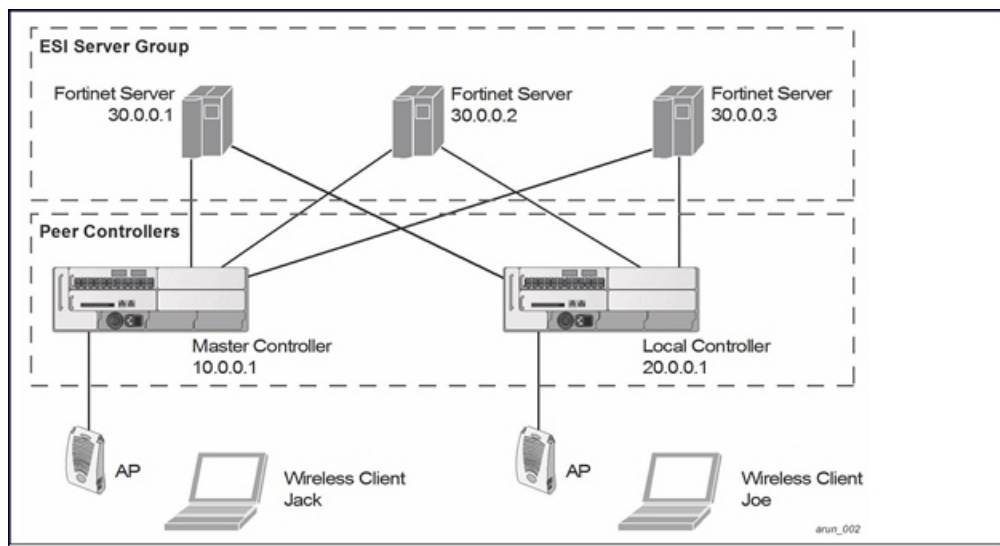 ESI Server Group
Fortinet Server
30.0.0.1
Fortinet Server
30.0.0.2
Fortinet Server
30.0.0.3
Peer Controllers
Master Controller
10.0.0.1
Local Controller
20.0.0.1
AP
Wireless Client
Jack
AP
Wireless Client
Joe
arun_002